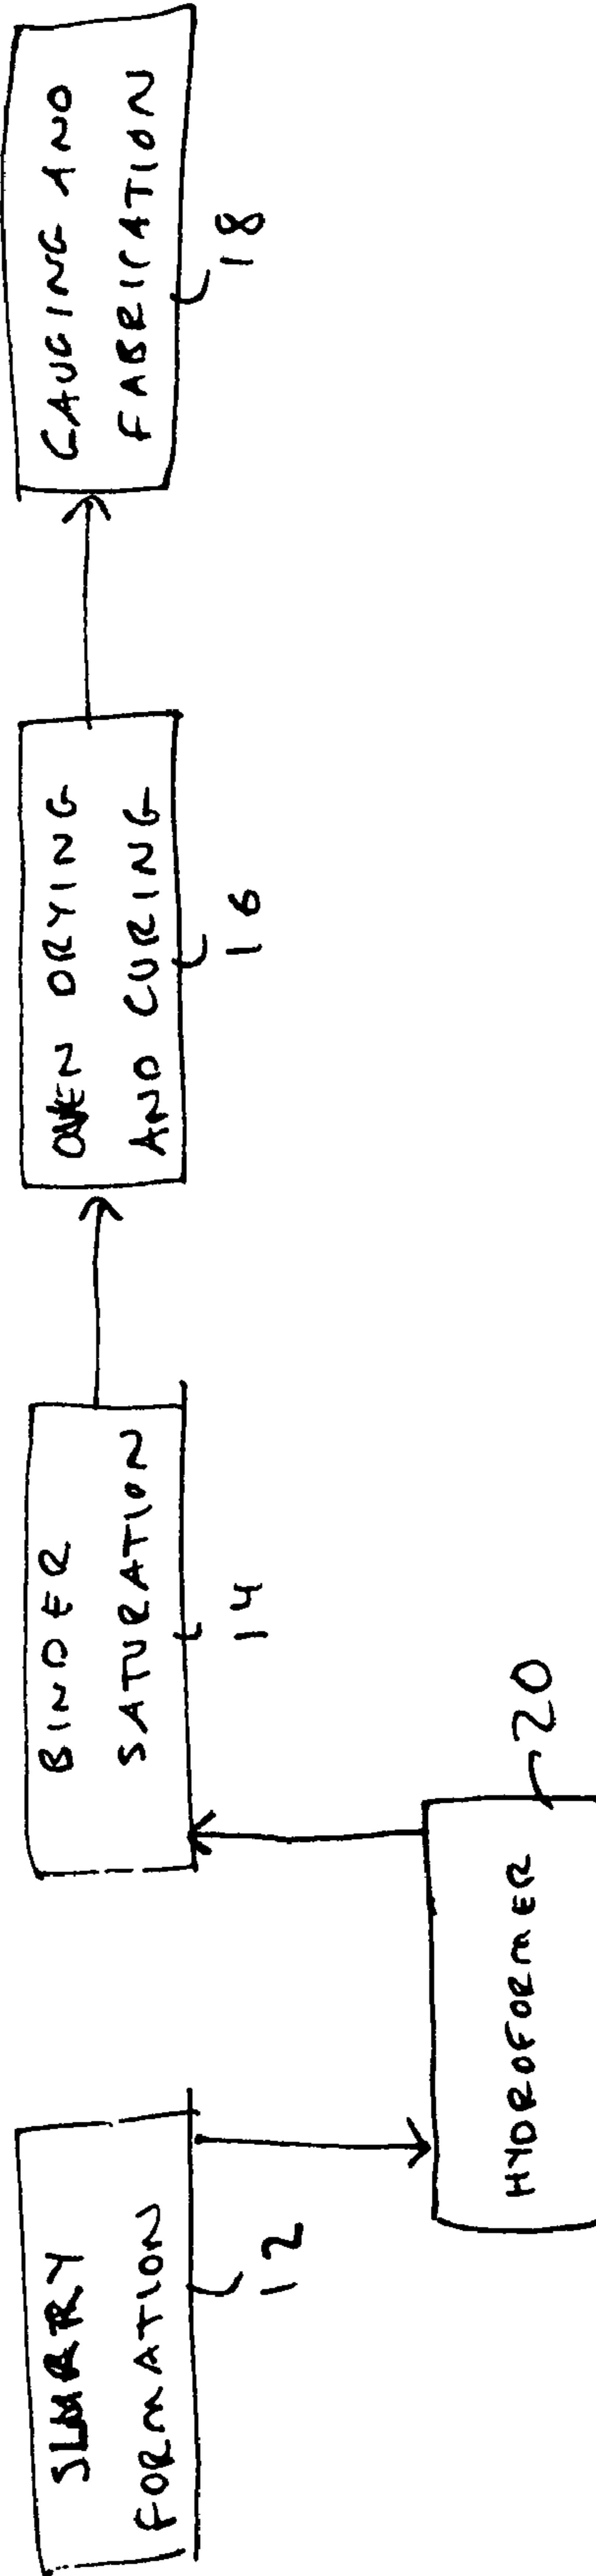 SLURRY
FORMATION
12
HYDROFORMER
20
BINDER
SATURATION
14
OVEN DRYING
AND CURING
16
GAUGING AND
FABRICATION
18